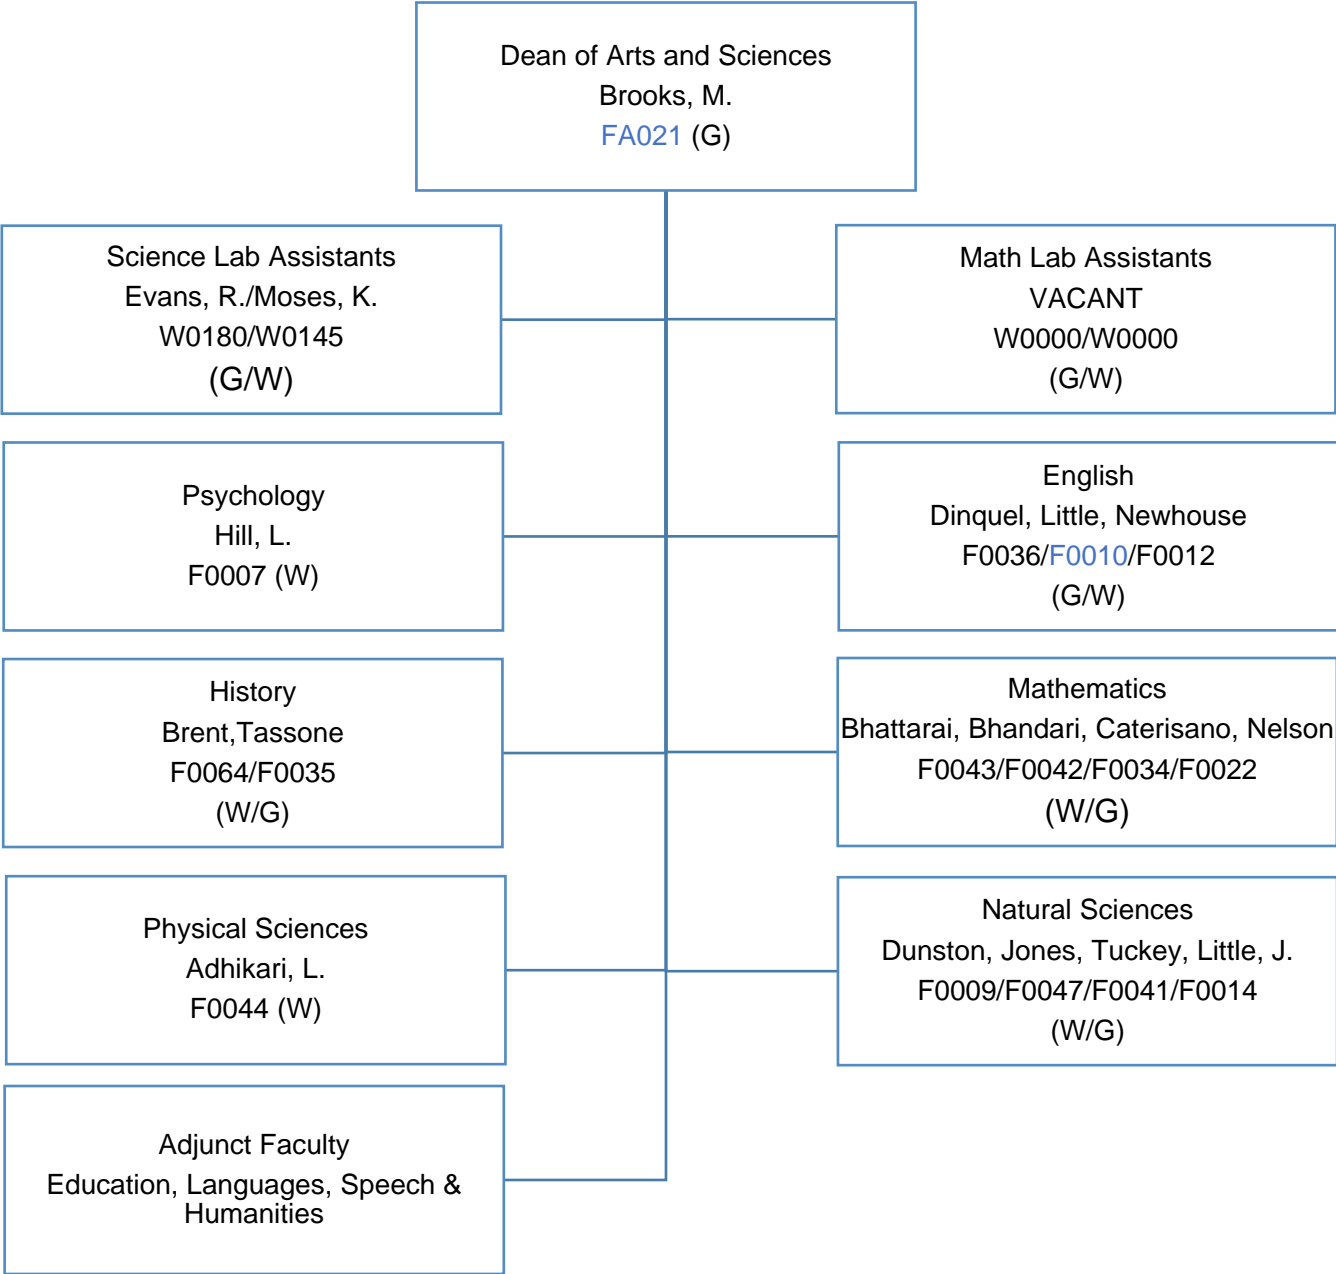 Dean of Arts and Sciences
Brooks, M.
FA021 (G)
Science Lab Assistants
Evans, R./Moses, K.
W0180/W0145
(G/W)
Math Lab Assistants
VACANT
W0000/W0000
(G/W)
Psychology
Hill, L.
F0007 (W)
English
Dinquel, Little, Newhouse
F0036/F0010/F0012
(G/W)
History
Brent,Tassone
F0064/F0035
(W/G)
Mathematics
Bhattarai, Bhandari, Caterisano, Nelson
F0043/F0042/F0034/F0022
(W/G)
Physical Sciences
Adhikari, L.
F0044 (W)
Natural Sciences
Dunston, Jones, Tuckey, Little, J.
F0009/F0047/F0041/F0014
(W/G)
Adjunct Faculty
Education, Languages, Speech &
Humanities